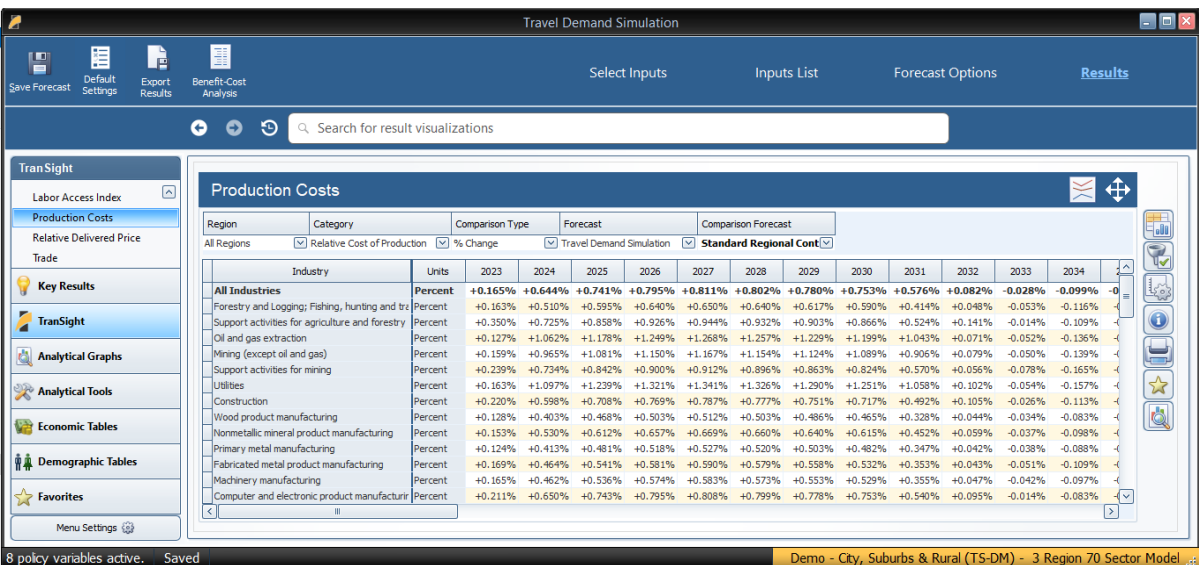 Travel Demand Simulation
Save Forecast
Default Settings
Export Results
Benefit-Cost Analysis
Select Inputs
Inputs List
Forecast Options
Results
Search for result visualizations
TranSight
Labor Access Index
Production Costs
Relative Delivered Price
Trade
Key Results
TranSight
Analytical Graphs
Analytical Tools
Economic Tables
Demographic Tables
Favorites
Menu Settings
Production Costs
Region Category Comparison Type Forecast Comparison Forecast
All Regions Relative Cost of Production % Change Travel Demand Simulation Standard Regional Cont
Industry Units 2023 2024 2025 2026 2027 2028 2029 2030 2031 2032 2033 2034
All Industries Percent +0.165% +0.644% +0.741% +0.795% +0.811% +0.802% +0.780% +0.753% +0.576% +0.082% -0.028% -0.099%
Forestry and Logging; Fishing, hunting and tra Percent +0.163% +0.510% +0.595% +0.640% +0.650% +0.640% +0.617% +0.590% +0.414% +0.048% -0.053% -0.116%
Support activities for agriculture and forestry Percent +0.350% +0.725% +0.858% +0.926% +0.944% +0.932% +0.903% +0.866% +0.524% +0.141% -0.014% -0.109%
Oil and gas extraction Percent +0.127% +1.062% +1.178% +1.249% +1.268% +1.257% +1.229% +1.199% +1.043% +0.071% -0.052% -0.136%
Mining (except oil and gas) Percent +0.159% +0.965% +1.081% +1.150% +1.167% +1.154% +1.124% +1.089% +0.906% +0.079% -0.050% -0.139%
Support activities for mining Percent +0.239% +0.734% +0.842% +0.900% +0.912% +0.896% +0.863% +0.824% +0.570% +0.056% -0.078% -0.165%
Utilities Percent +0.163% +1.097% +1.239% +1.321% +1.341% +1.326% +1.290% +1.251% +1.058% +0.102% -0.054% -0.157%
Construction Percent +0.220% +0.598% +0.708% +0.769% +0.787% +0.777% +0.751% +0.717% +0.492% +0.105% -0.026% -0.113%
Wood product manufacturing Percent +0.128% +0.403% +0.468% +0.503% +0.512% +0.503% +0.486% +0.465% +0.328% +0.044% -0.034% -0.083%
Nonmetallic mineral product manufacturing Percent +0.153% +0.530% +0.612% +0.657% +0.669% +0.660% +0.640% +0.615% +0.452% +0.059% -0.037% -0.098%
Primary metal manufacturing Percent +0.124% +0.413% +0.481% +0.518% +0.527% +0.520% +0.503% +0.482% +0.347% +0.042% -0.038% -0.088%
Fabricated metal product manufacturing Percent +0.169% +0.464% +0.541% +0.581% +0.590% +0.579% +0.558% +0.532% +0.353% +0.043% -0.051% -0.109%
Machinery manufacturing Percent +0.165% +0.462% +0.536% +0.574% +0.583% +0.573% +0.553% +0.529% +0.355% +0.047% -0.042% -0.097%
Computer and electronic product manufacturir Percent +0.211% +0.650% +0.743% +0.795% +0.808% +0.799% +0.778% +0.753% +0.540% +0.095% -0.014% -0.083%
8 policy variables active. Saved
Demo - City, Suburbs & Rural (TS-DM) - 3 Region 70 Sector Model